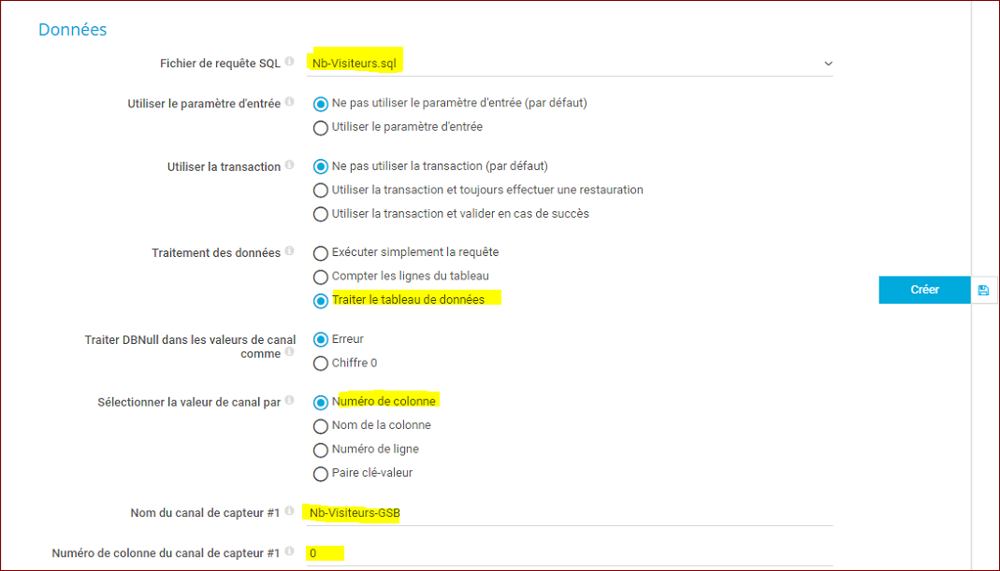 Données
Fichier de requête SQL
Nb-Visiteurs.sql
Utiliser le paramètre d'entrée
Ne pas utiliser le paramètre d'entrée (par défaut)
Utiliser le paramètre d'entrée
Utiliser la transaction
Ne pas utiliser la transaction (par défaut)
Utiliser la transaction et toujours effectuer une restauration
Utiliser la transaction et valider en cas de succès
Traitement des données
Exécuter simplement la requête
Compter les lignes du tableau
Traiter le tableau de données
Créer
Traiter DBNull dans les valeurs de canal
comme
Erreur
Chiffre 0
Sélectionner la valeur de canal par
Numéro de colonne
Nom de la colonne
Numéro de ligne
Paire clé-valeur
Nom du canal de capteur #1
Nb-Visiteurs-GSB
Numéro de colonne du canal de capteur #1
0